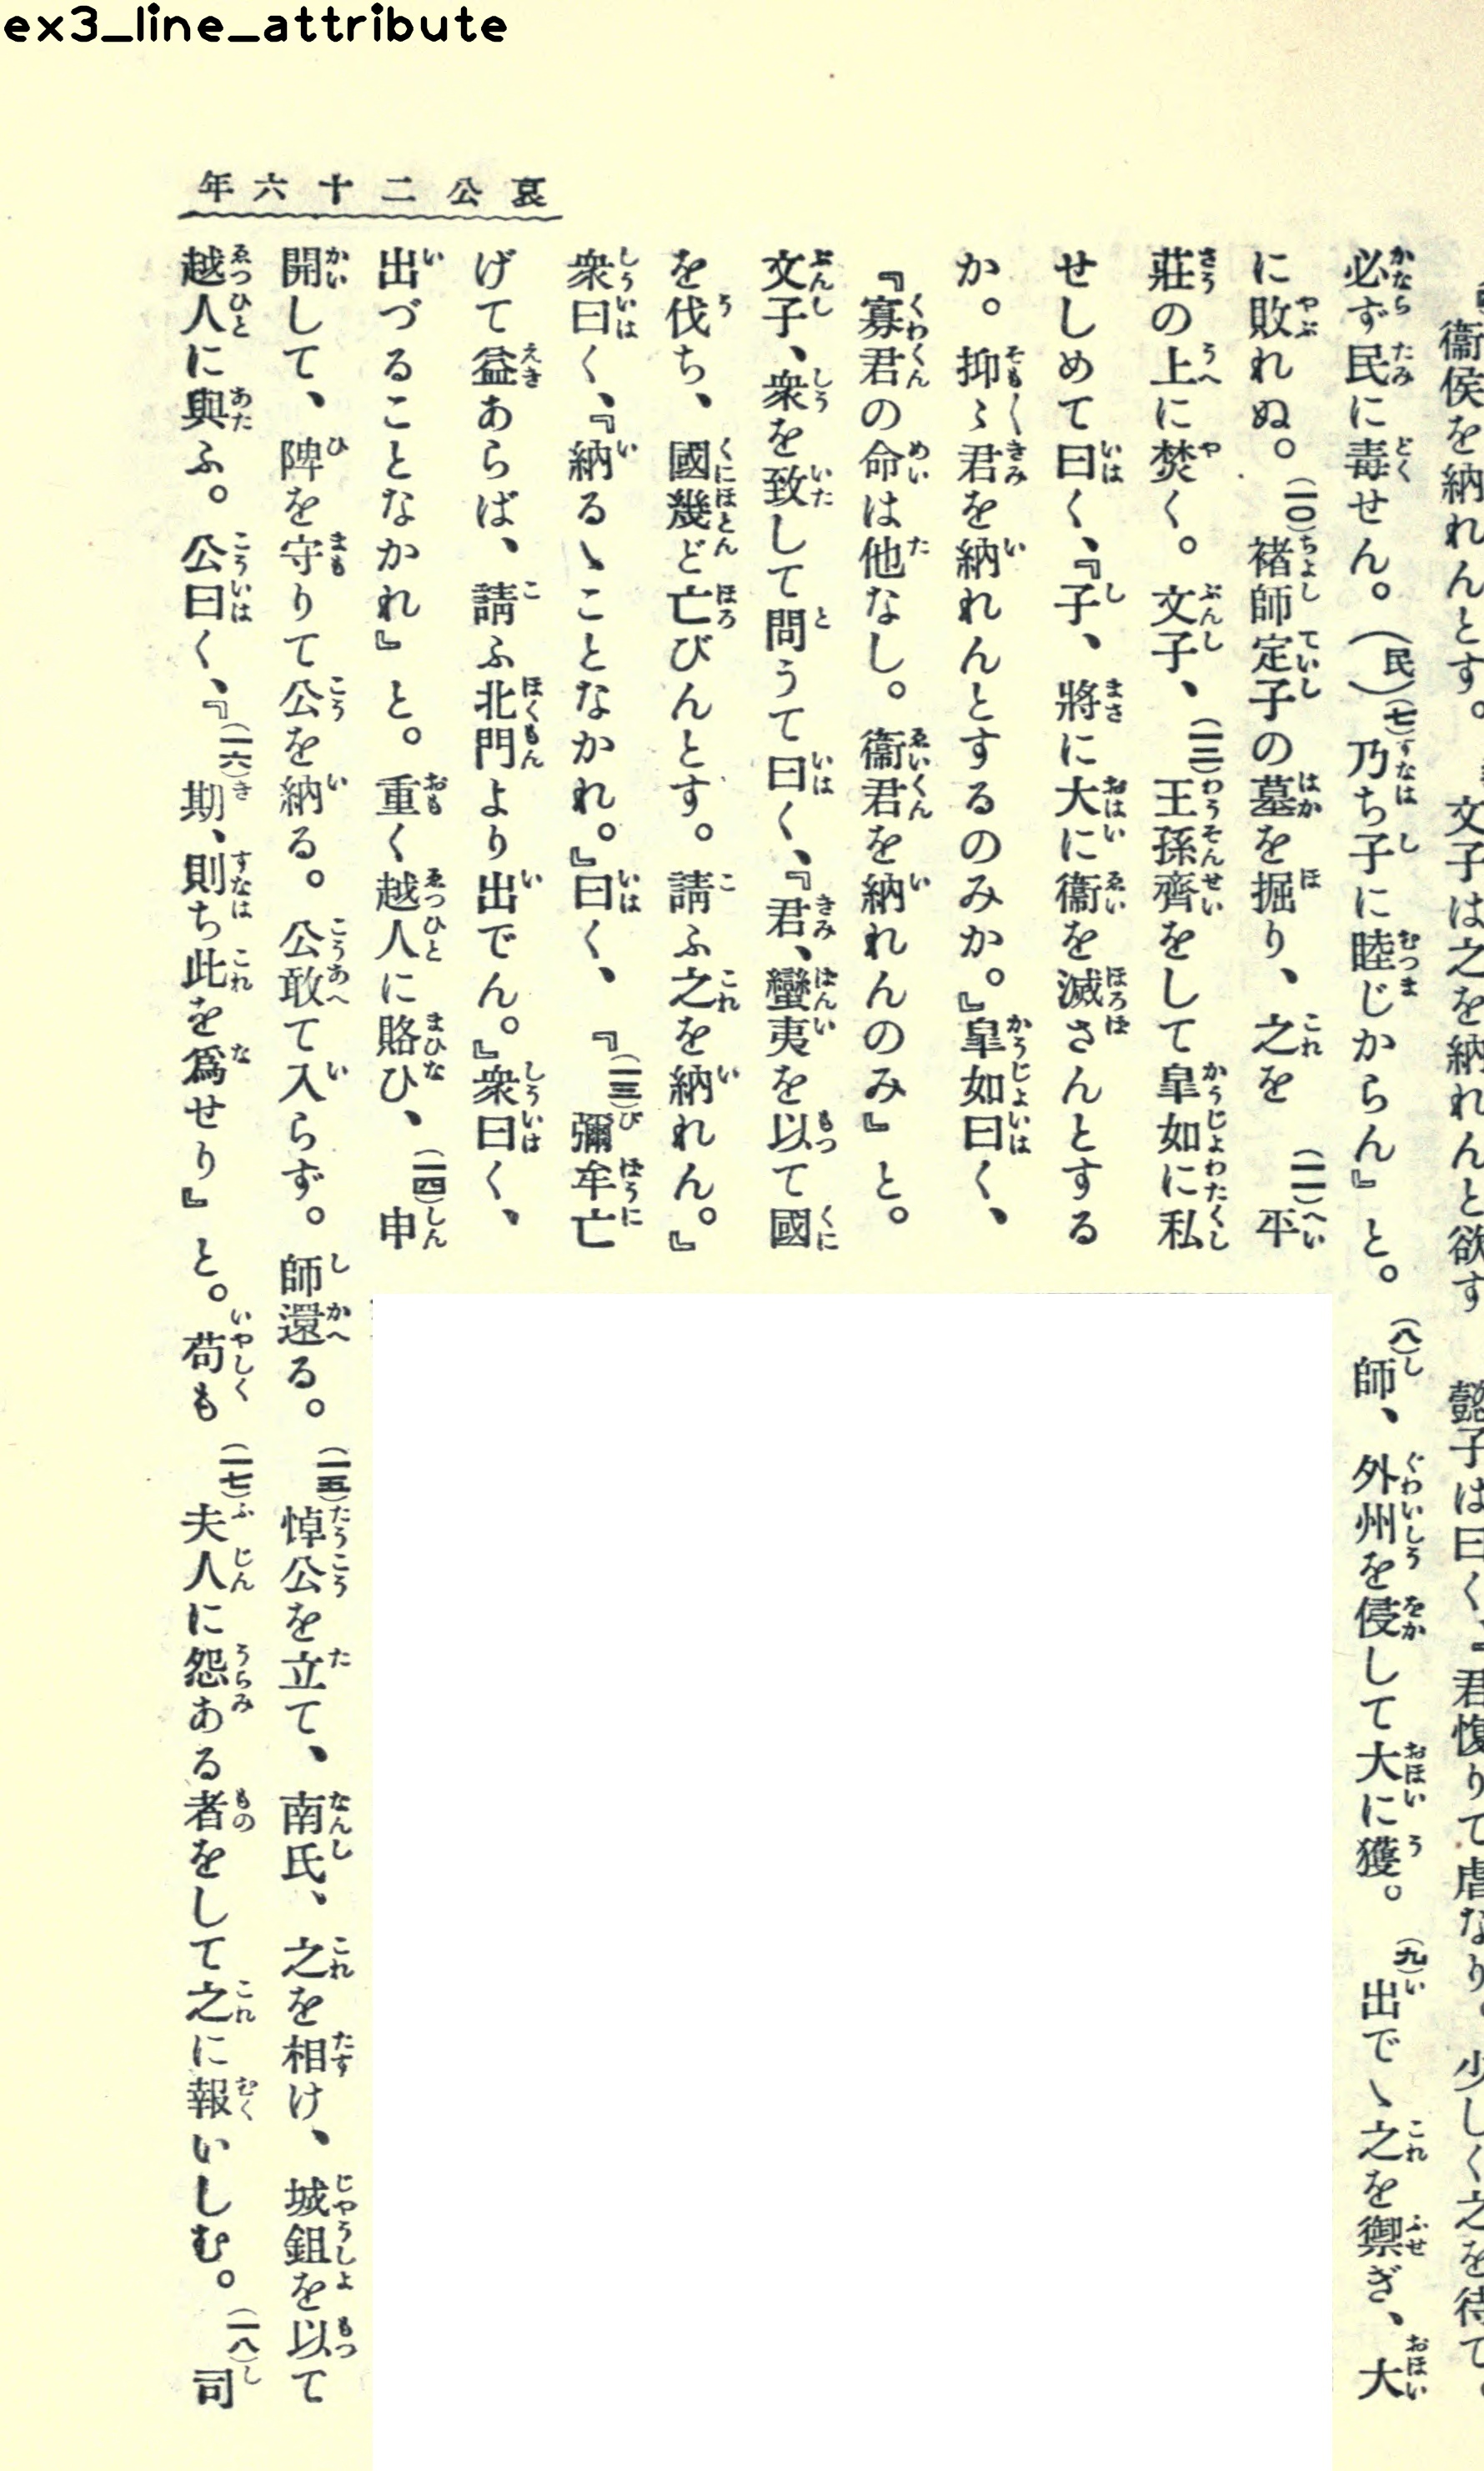 ex3_line_attribute
哀公二十六年
衞侯を納れんとす。文子は之を納れんと欲す 懿子は曰く、『君愎りて虐なり。少しく之を待て。
必ず民に毒せん。(民)(七)乃ち子に睦じからん』と。(八)師、外州を侵して大に獲。(九)出でゝ之を禦ぎ、大
に敗れぬ。(一〇)褚師定子の墓を掘り、之を(一一)平
莊の上に焚く。文子、(一二)王孫齊をして皐如に私
せしめて曰く、『子、將に大に衞を滅さんとする
か。抑〻君を納れんとするのみか。』皐如曰く、
『寡君の命は他なし。衞君を納れんのみ』と。
文子、衆を致して問うて曰く、『君、蠻夷を以て國
を伐ち、國幾ど亡びんとす。請ふ之を納れん。』
衆曰く、『納るゝことなかれ。』曰く、『(一三)彌牟亡
げて益あらば、請ふ北門より出でん。』衆曰く、
出づることなかれ』と。重く越人に賂ひ、(一四)申
開して、陴を守りて公を納る。公敢て入らず。師還る。(一五)悼公を立て、南氏、之を相け、城鉏を以て
越人に與ふ。公曰く、『(一六)期、則ち此を爲せり』と。苟も(一七)夫人に怨ある者をして之に報いしむ。(一八)司